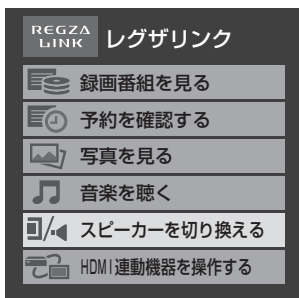 REGZA
LINK
レグザリンク
録画番組を見る
予約を確認する
写真を見る
音楽を聴く
スピーカーを切り換える
HDMI連動機器を操作する